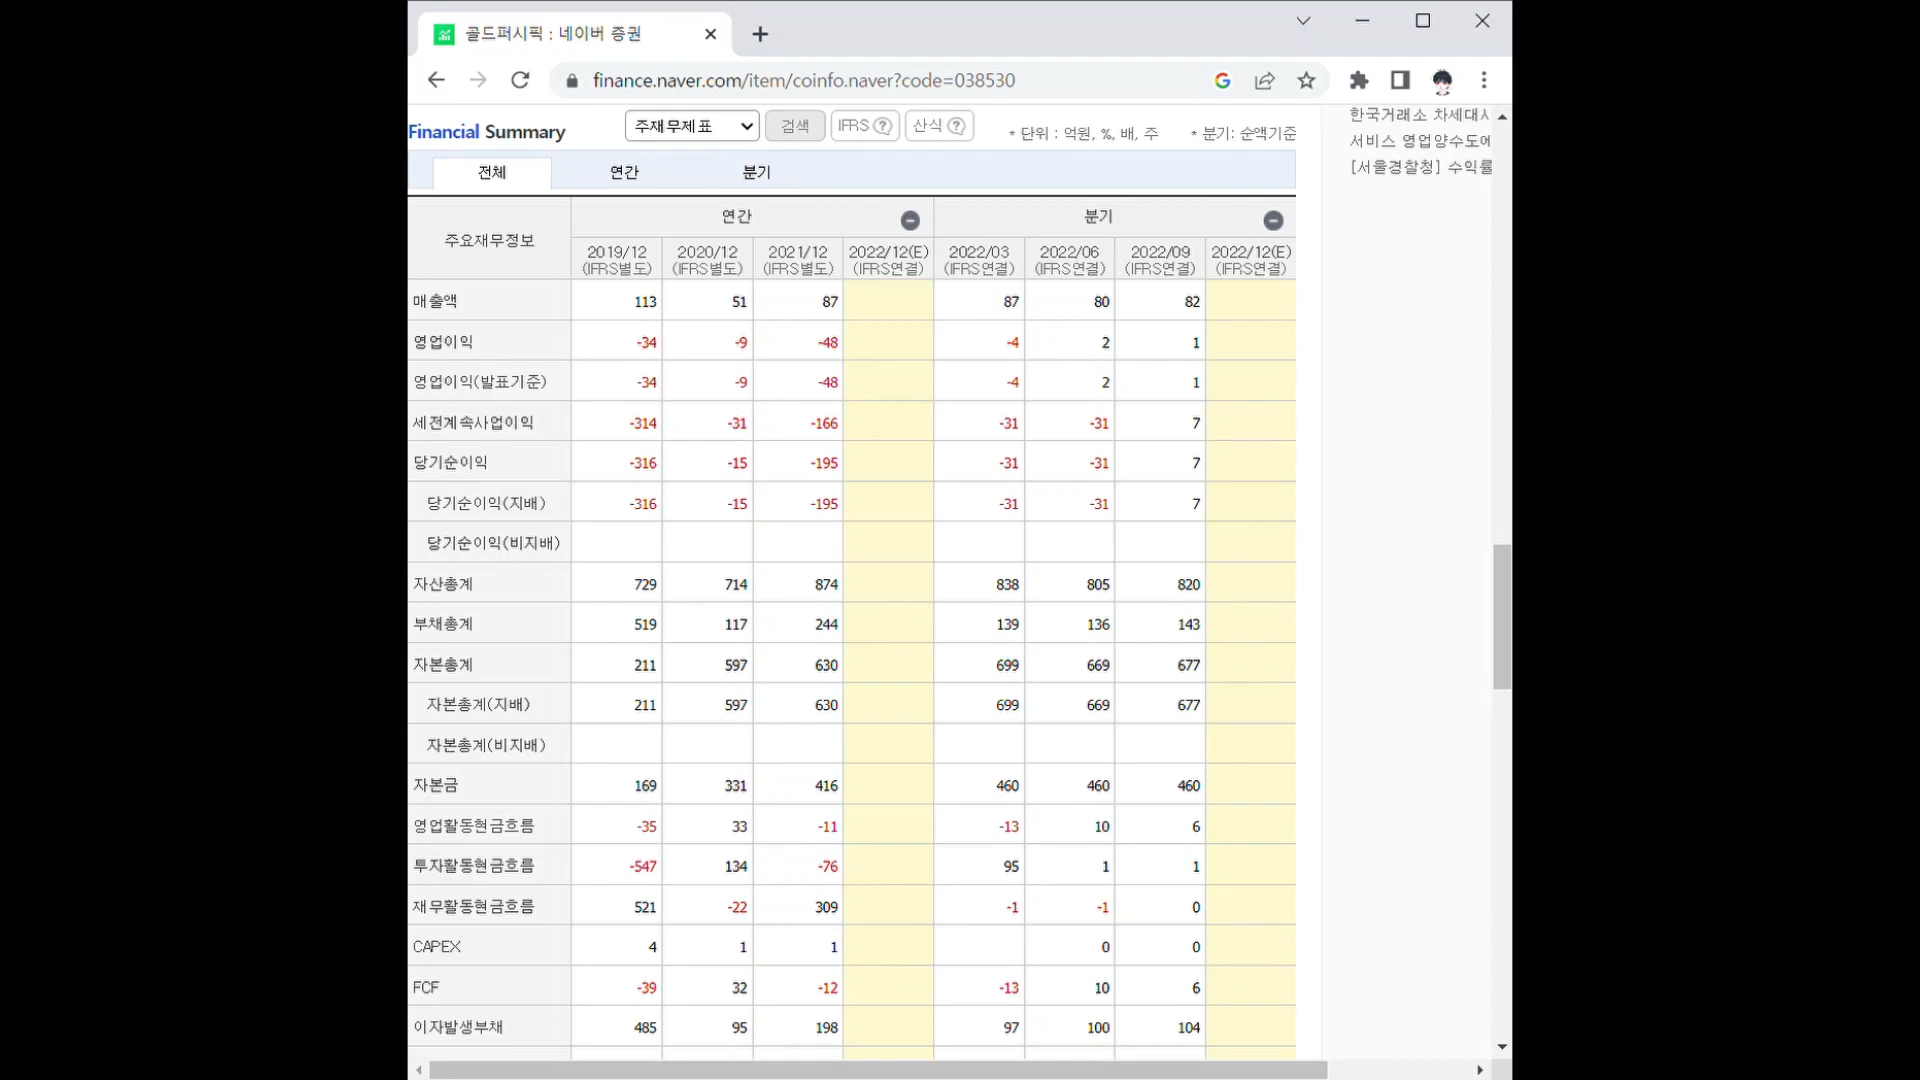 골드퍼시픽 : 네이버 증권
finance.naver.com/item/coinfo.naver?code=038530
Financial Summary 주재무제표 검색 IFRS ? 산식 ? * 단위 : 억원, %, 배, 주 * 분기: 순액기준
전체 연간 분기
주요재무정보 연간 분기
2019/12 2020/12 2021/12 2022/12(E) 2022/03 2022/06 2022/09 2022/12(E)
(IFRS별도) (IFRS별도) (IFRS별도) (IFRS연결) (IFRS연결) (IFRS연결) (IFRS연결) (IFRS연결)
매출액 113 51 87 87 80 82
영업이익 -34 -9 -48 -4 2 1
영업이익(발표기준) -34 -9 -48 -4 2 1
세전계속사업이익 -314 -31 -166 -31 -31 7
당기순이익 -316 -15 -195 -31 -31 7
당기순이익(지배) -316 -15 -195 -31 -31 7
당기순이익(비지배)
자산총계 729 714 874 838 805 820
부채총계 519 117 244 139 136 143
자본총계 211 597 630 699 669 677
자본총계(지배) 211 597 630 699 669 677
자본총계(비지배)
자본금 169 331 416 460 460 460
영업활동현금흐름 -35 33 -11 -13 10 6
투자활동현금흐름 -547 134 -76 95 1 1
재무활동현금흐름 521 -22 309 -1 -1 0
CAPEX 4 1 1 0 0
FCF -39 32 -12 -13 10 6
이자발생부채 485 95 198 97 100 104
한국거래소 차세대
서비스 영업양수도에
[서울경찰청] 수익률